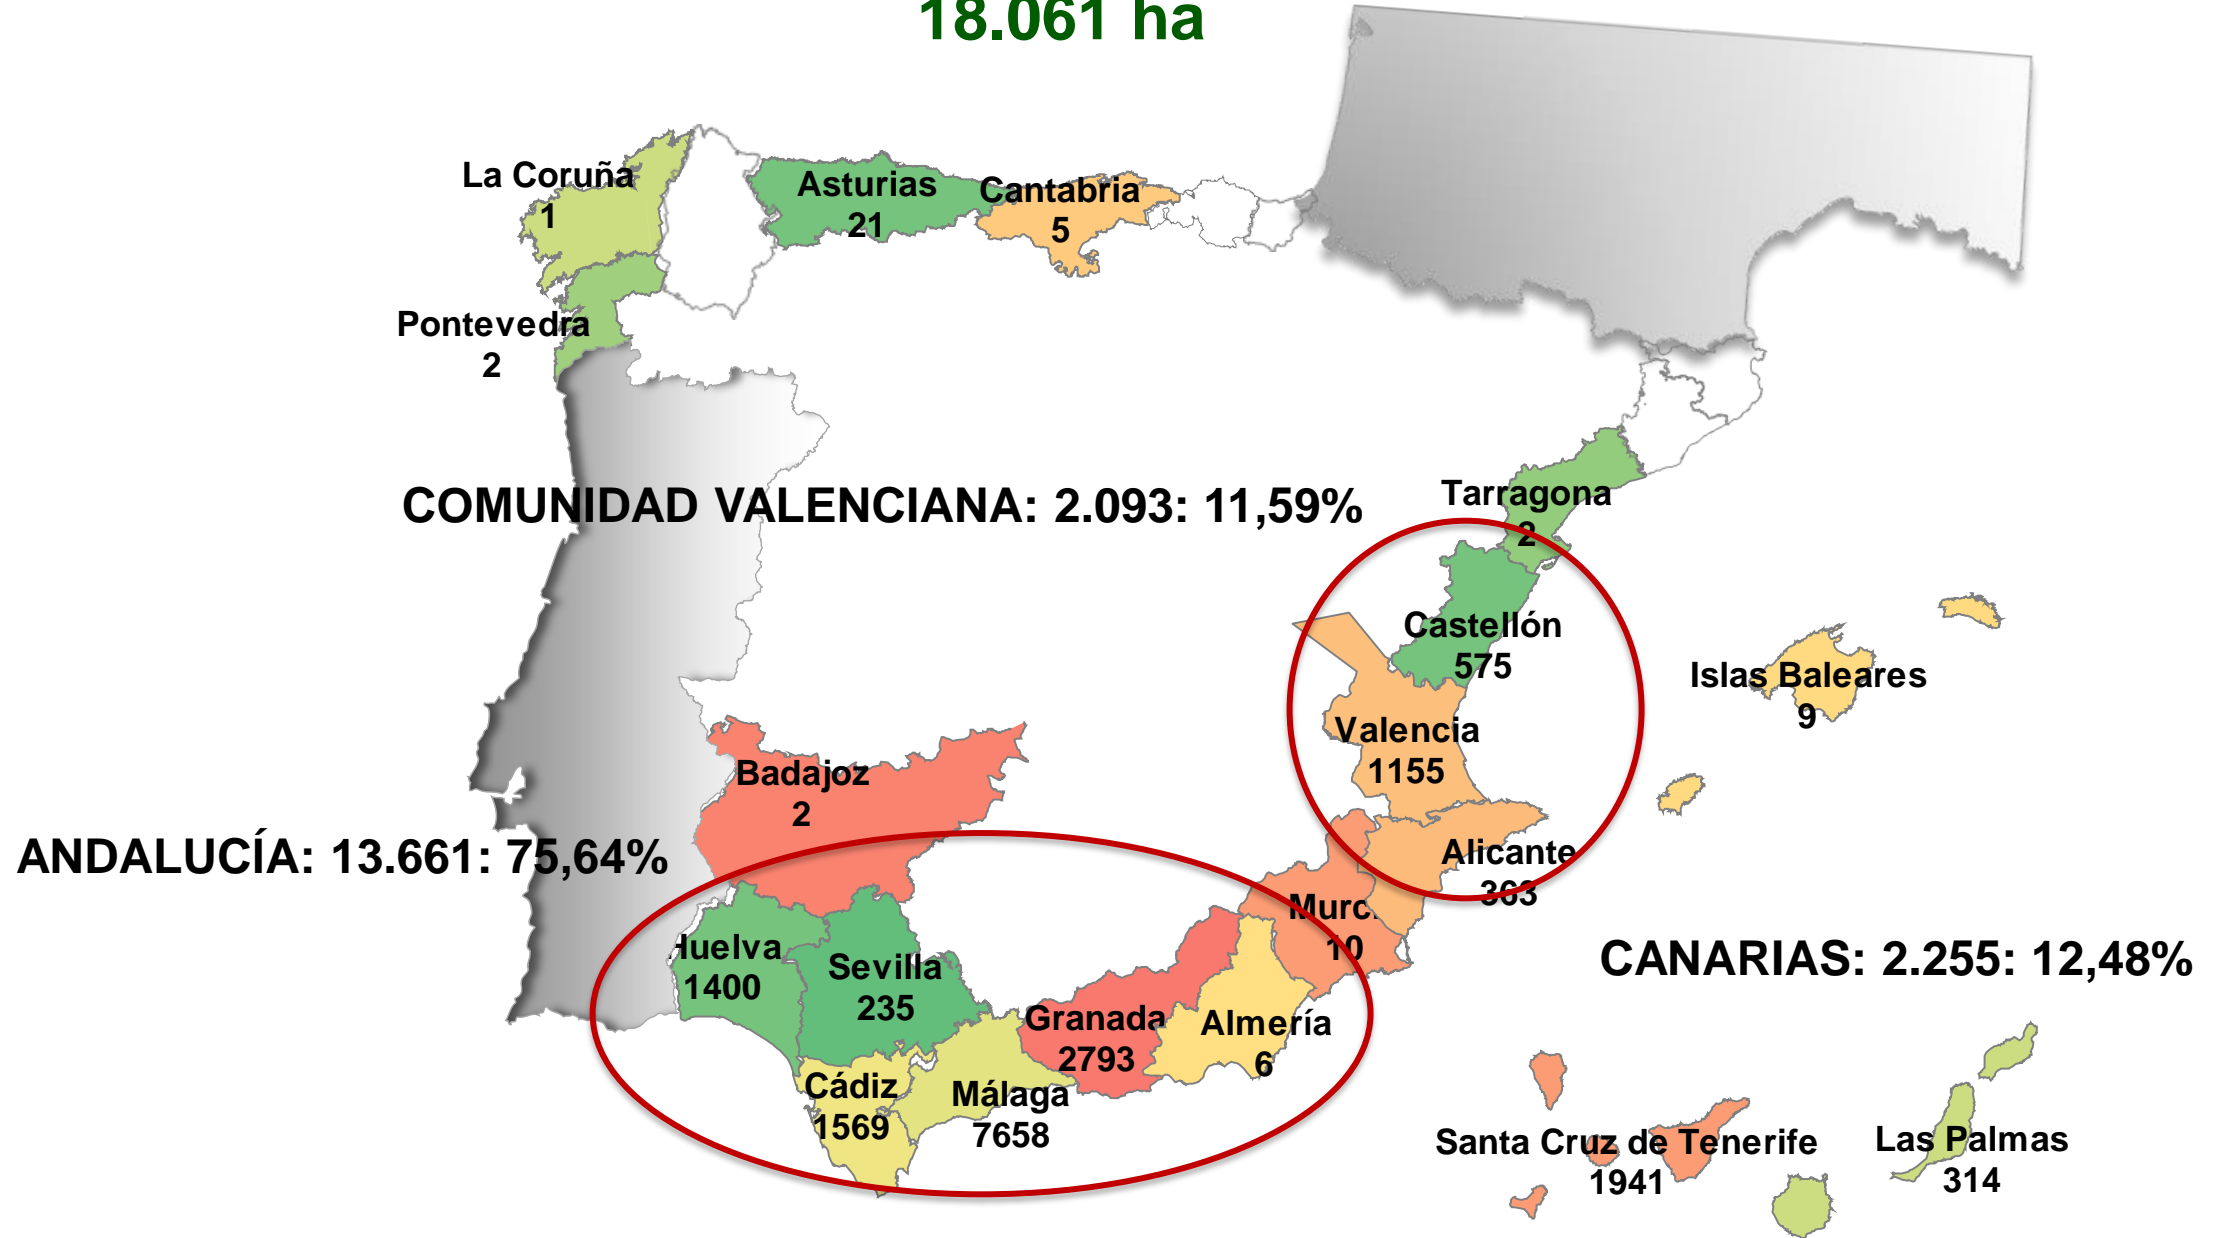 18.061 ha
La Coruña
1
Asturias
21
Cantabria
5
Pontevedra
2
COMUNIDAD VALENCIANA: 2.093: 11,59%
Tarragona
2
Castellón
575
Islas Baleares
9
Valencia
1155
Badajoz
2
ANDALUCÍA: 13.661: 75,64%
Alicante
363
Murc
10
Huelva
1400
Sevilla
235
CANARIAS: 2.255: 12,48%
Granada
2793
Almería
6
Cádiz
1569
Málaga
7658
Santa Cruz de Tenerife
1941
Las Palmas
314